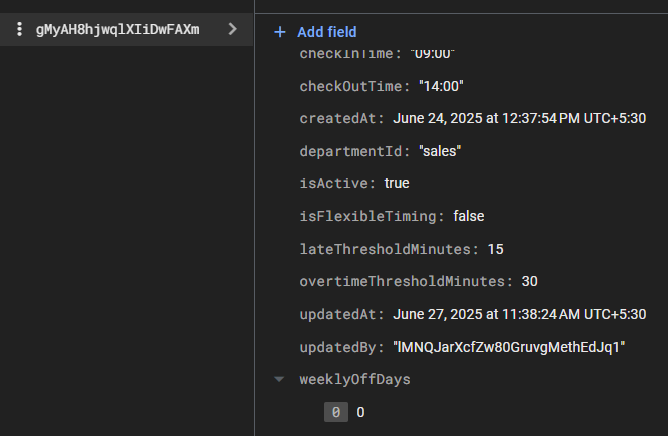 gMyAH8hjwqlXIiDwFAXm
+ Add field
checkInTime: "09:00"
checkOutTime: "14:00"
createdAt: June 24, 2025 at 12:37:54 PM UTC+5:30
departmentId: "sales"
isActive: true
isFlexibleTiming: false
lateThresholdMinutes: 15
overtimeThresholdMinutes: 30
updatedAt: June 27, 2025 at 11:38:24 AM UTC+5:30
updatedBy: "lMNQJarXcfZw80GruvgMethEdJq1"
weeklyOffDays
0 0